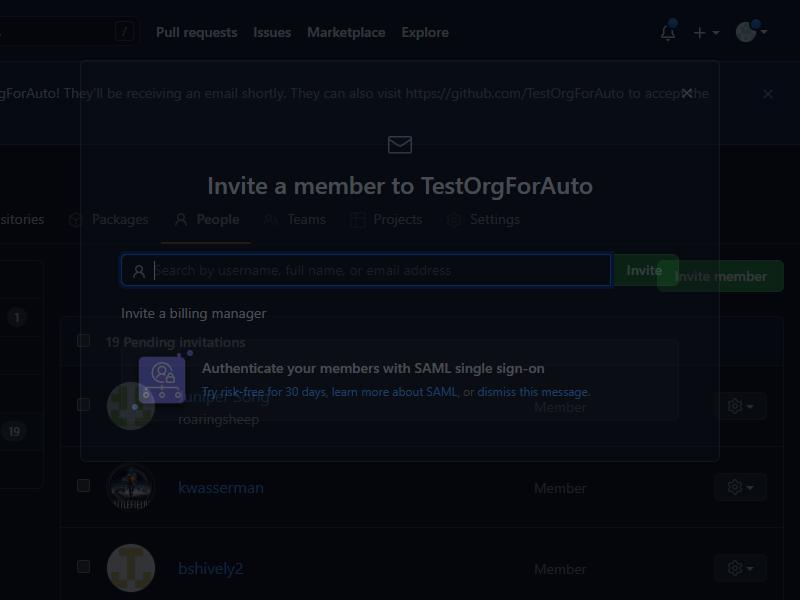 / Pull requests Issues Marketplace Explore
gForAuto! They'll be receiving an email shortly. They can also visit https://github.com/TestOrgForAuto to accept the
Invite a member to TestOrgForAuto
sitories Packages People Teams Projects Settings
Search by username, full name, or email address Invite
Invite member
Invite a billing manager
1
19 Pending invitations
Authenticate your members with SAML single sign-on
Try risk-free for 30 days, learn more about SAML, or dismiss this message.
Juniper Song
Member
roaringsheep
19
kwasserman Member
bshively2 Member